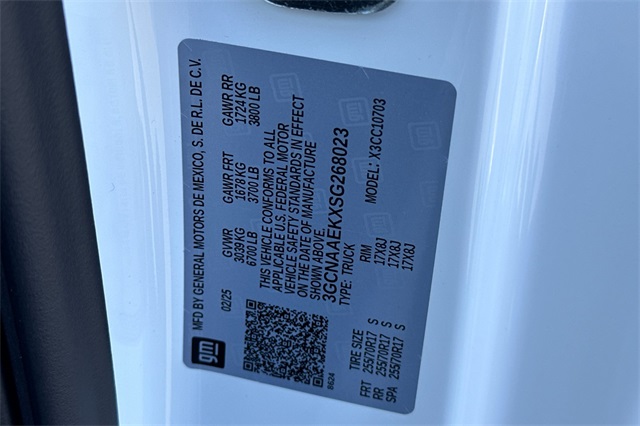 MFD BY GENERAL MOTORS DE MEXICO, S. DE R.L. DE C.V.
02/25 GVWR GAWR FRT GAWR RR
3039 KG 1678 KG 1724 KG
6700 LB 3700 LB 3800 LB
THIS VEHICLE CONFORMS TO ALL
APPLICABLE U.S. FEDERAL MOTOR
VEHICLE SAFETY STANDARDS IN EFFECT
ON THE DATE OF MANUFACTURE
SHOWN ABOVE.
3GCNAAEKXSG268023
TYPE: TRUCK MODEL: X3CC10703
TIRE SIZE RIM
FRT 255/70R17 S 17X8J
RR 255/70R17 S 17X8J
SPA 255/70R17 S 17X8J
gm
8624